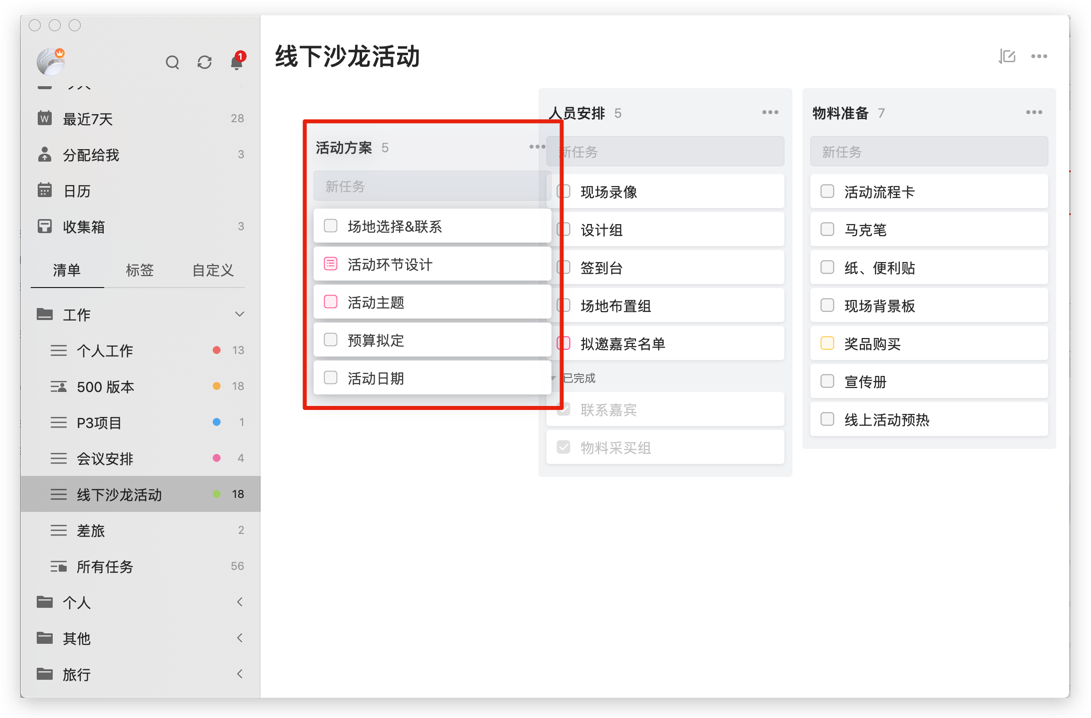 1
最近7天 28
分配给我 3
日历
收集箱 3
清单 标签 自定义
工作
个人工作 13
500 版本 18
P3项目 1
会议安排 4
线下沙龙活动 18
差旅 2
所有任务 56
个人
其他
旅行
线下沙龙活动
活动方案 5
新任务
场地选择&联系
活动环节设计
活动主题
预算拟定
活动日期
人员安排 5
新任务
现场录像
设计组
签到台
场地布置组
拟邀嘉宾名单
已完成
联系嘉宾
物料采买组
物料准备 7
新任务
活动流程卡
马克笔
纸、便利贴
现场背景板
奖品购买
宣传册
线上活动预热